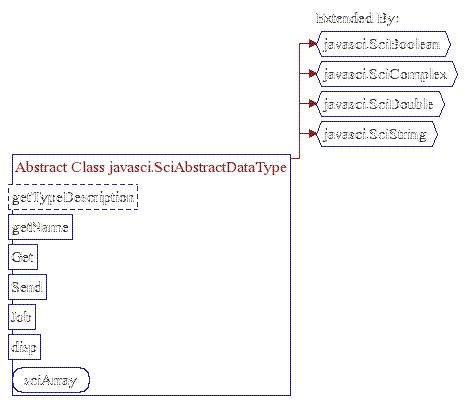 Extended By:
javasci.SciBoolean
javasci.SciComplex
javasci.SciDouble
javasci.SciString
Abstract Class javasci.SciAbstractDataType
getTypeDescription
getName
Get
Send
Job
disp
sciArray